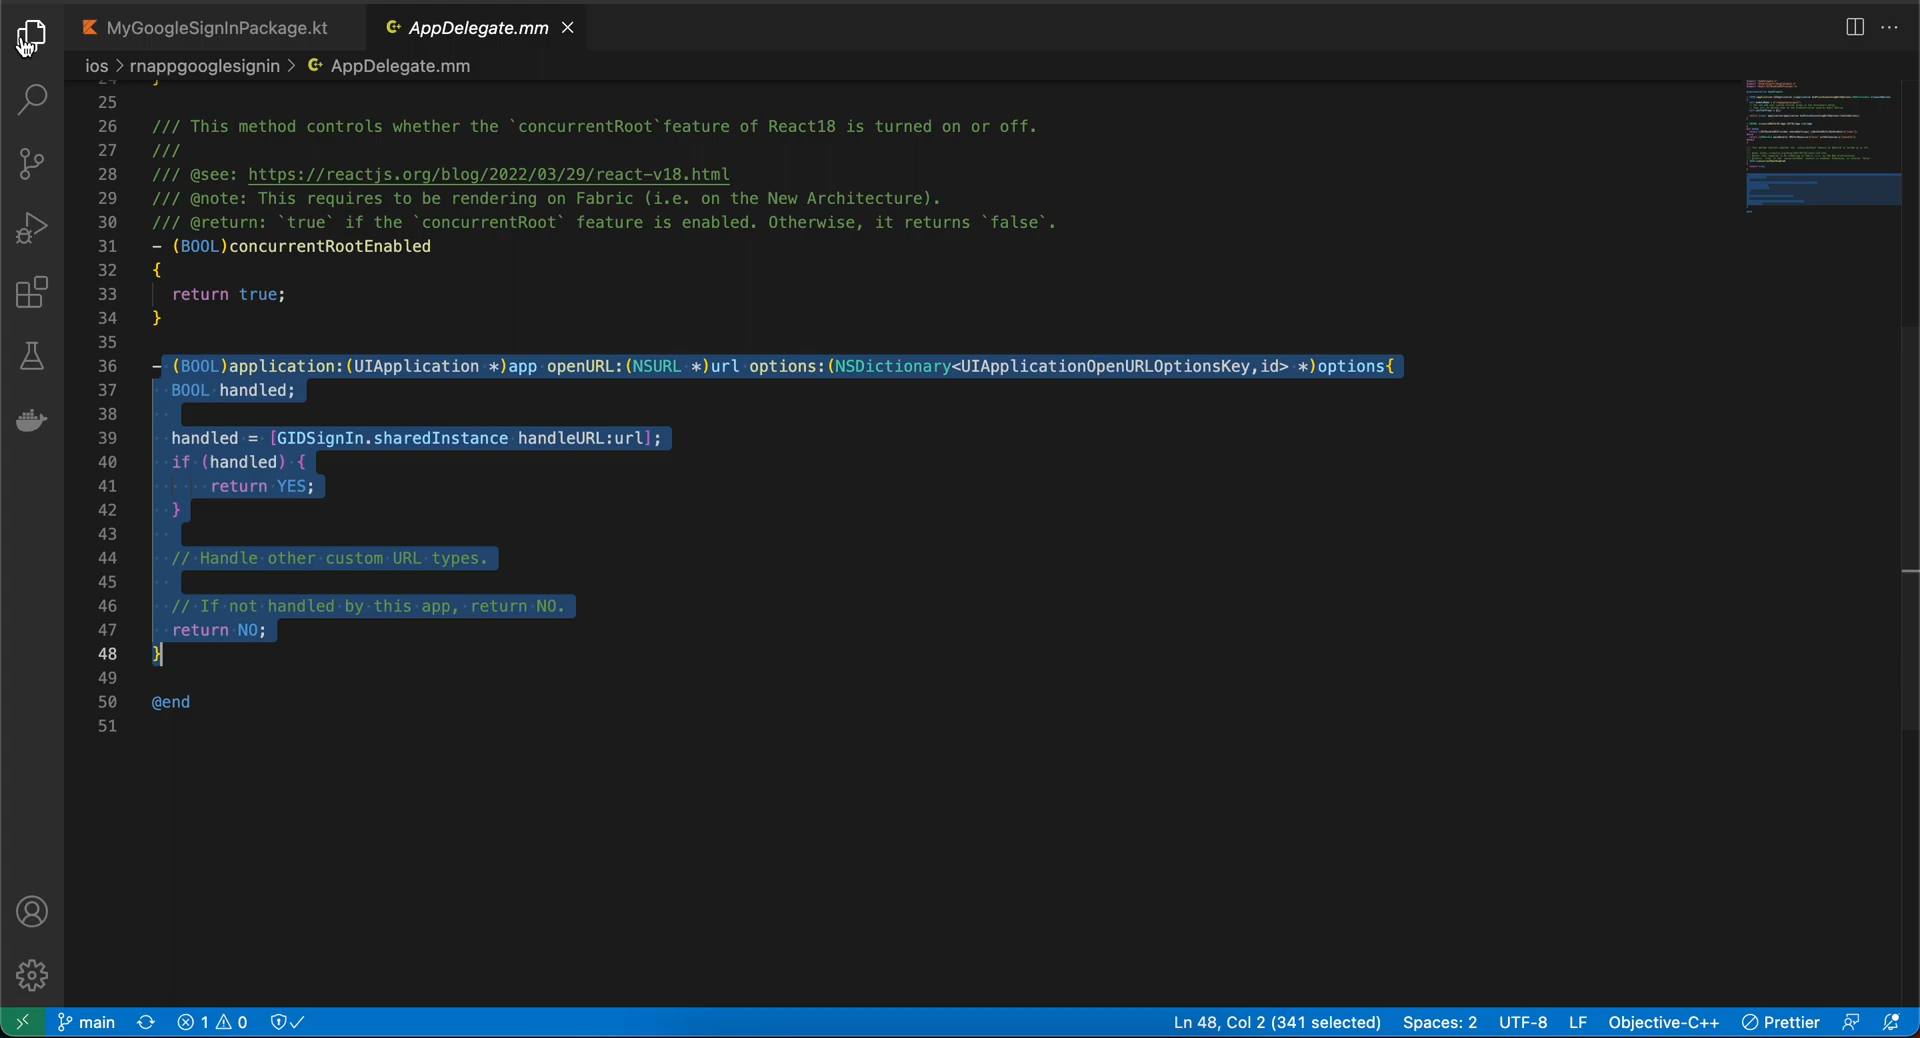 MyGoogleSignInPackage.kt
AppDelegate.mm
ios > rnappgooglesignin > AppDelegate.mm
24 }
25
26 /// This method controls whether the `concurrentRoot`feature of React18 is turned on or off.
27 ///
28 /// @see: https://reactjs.org/blog/2022/03/29/react-v18.html
29 /// @note: This requires to be rendering on Fabric (i.e. on the New Architecture).
30 /// @return: `true` if the `concurrentRoot` feature is enabled. Otherwise, it returns `false`.
31 - (BOOL)concurrentRootEnabled
32 {
33 return true;
34 }
35
36 - (BOOL)application:(UIApplication *)app openURL:(NSURL *)url options:(NSDictionary<UIApplicationOpenURLOptionsKey,id> *)options{
37 BOOL handled;
38
39 handled = [GIDSignIn.sharedInstance handleURL:url];
40 if (handled) {
41 return YES;
42 }
43
44 // Handle other custom URL types.
45
46 // If not handled by this app, return NO.
47 return NO;
48 }
49
50 @end
51
main 1 0 Ln 48, Col 2 (341 selected) Spaces: 2 UTF-8 LF Objective-C++ Prettier